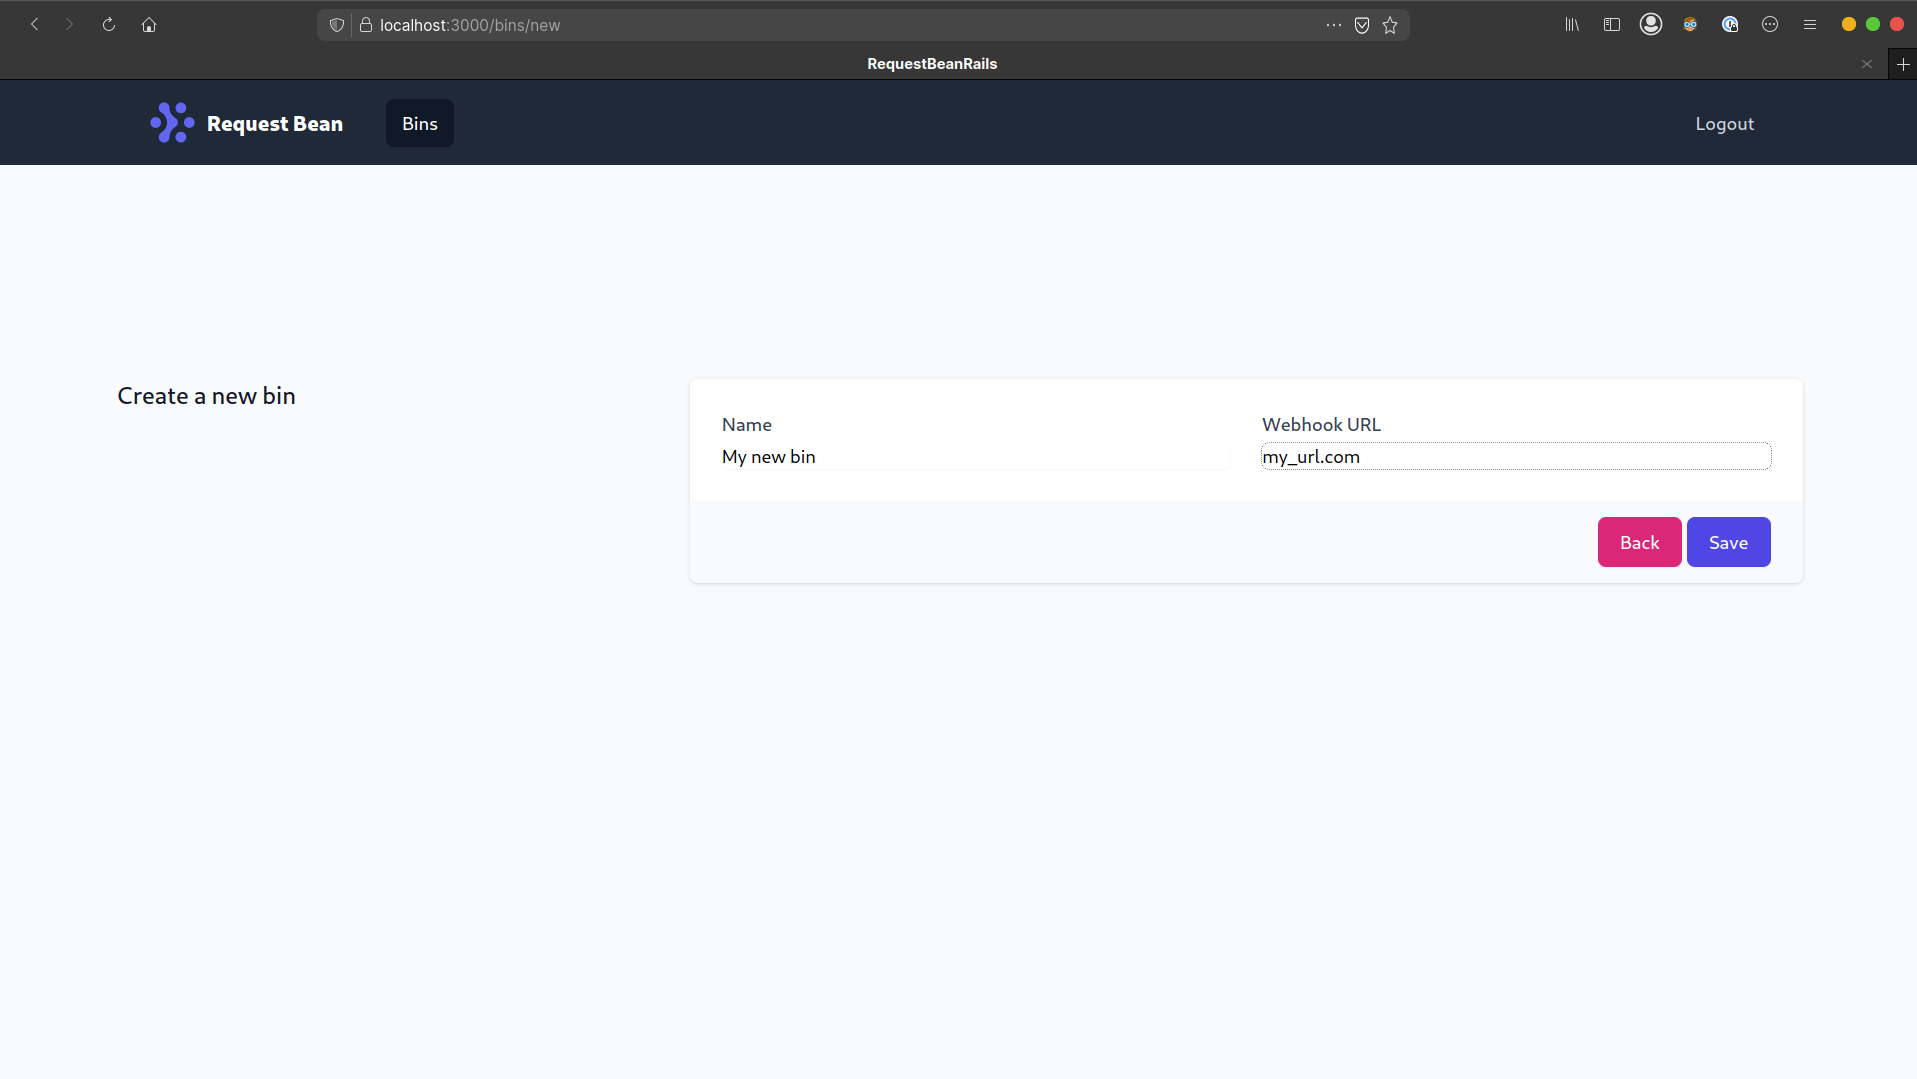 localhost:3000/bins/new
RequestBeanRails
Request Bean
Bins
Logout
Create a new bin
Name
Webhook URL
My new bin
my_url.com
Back
Save